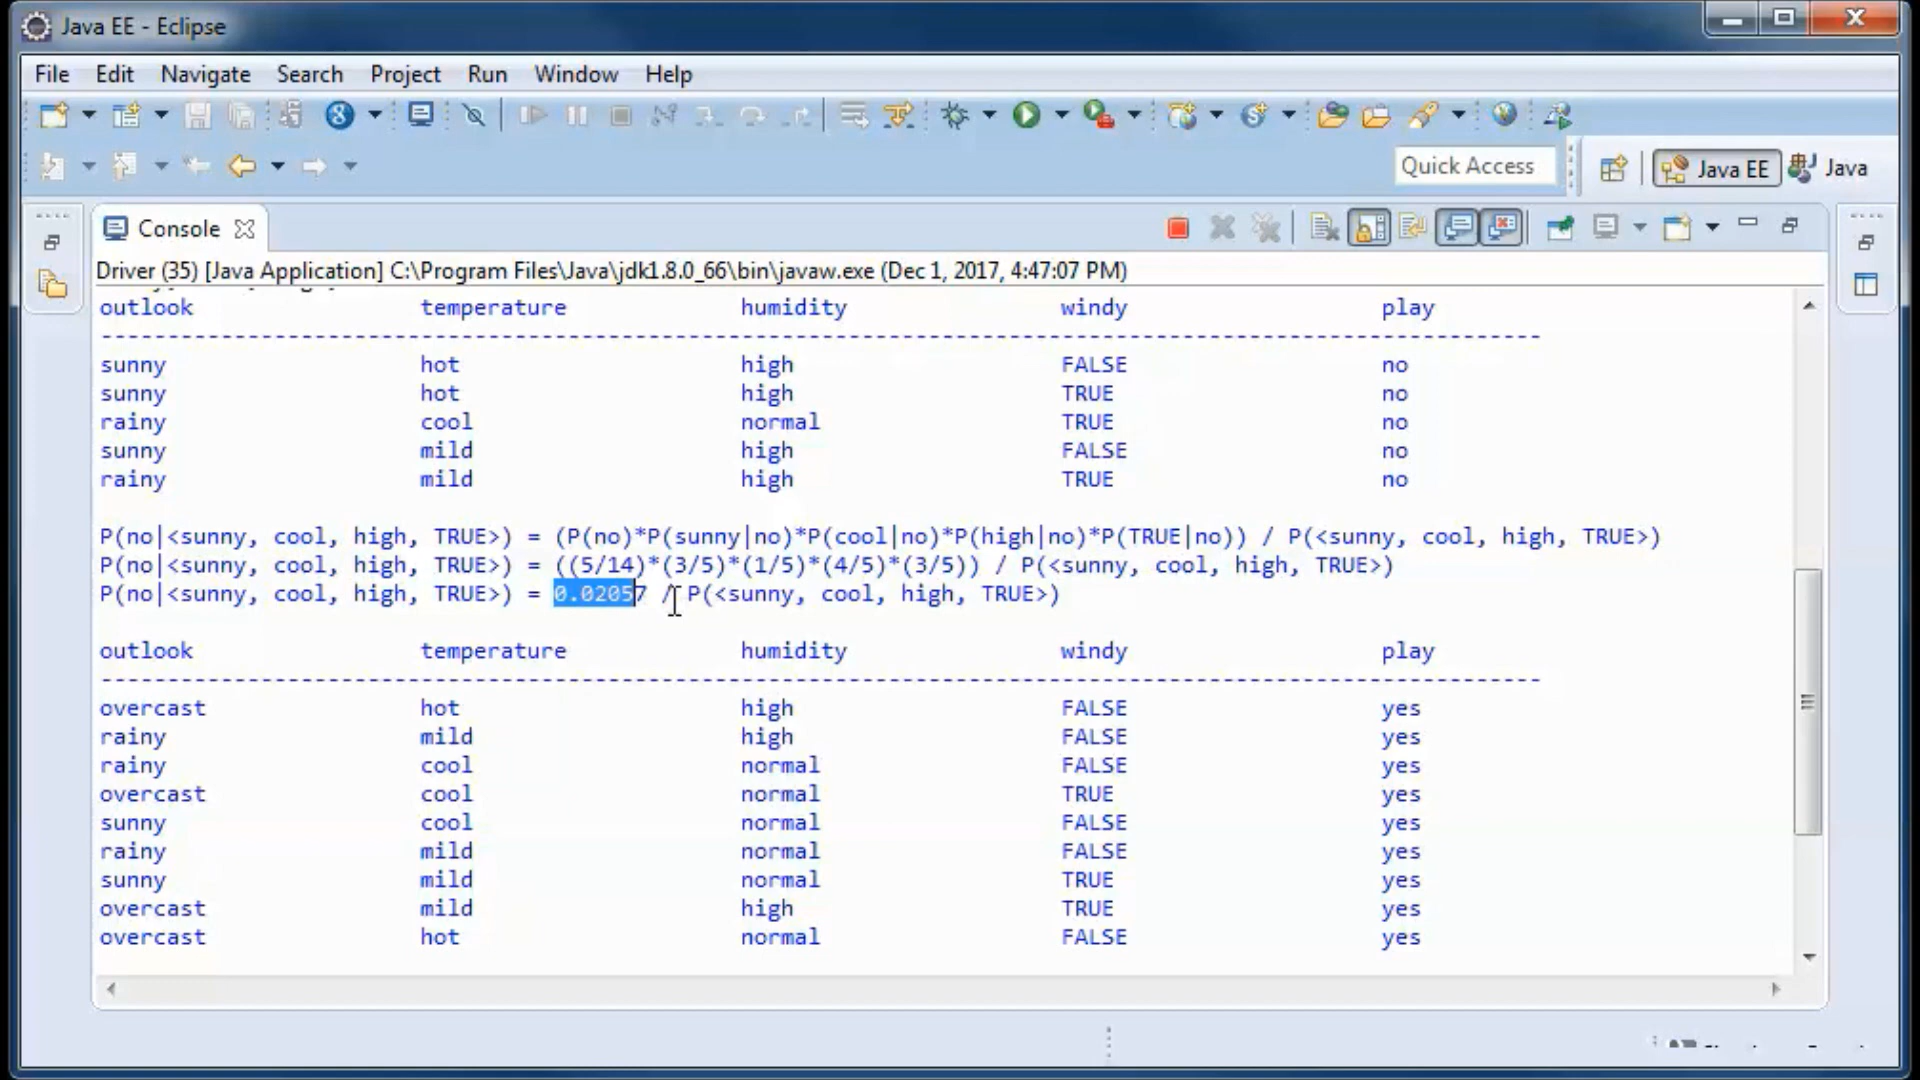 Java EE - Eclipse
File Edit Navigate Search Project Run Window Help
Quick Access
Java EE
Java
Console
Driver (35) [Java Application] C:\Program Files\Java\jdk1.8.0_66\bin\javaw.exe (Dec 1, 2017, 4:47:07 PM)
outlook temperature humidity windy play
sunny hot high FALSE no
sunny hot high TRUE no
rainy cool normal TRUE no
sunny mild high FALSE no
rainy mild high TRUE no
P(no|<sunny, cool, high, TRUE>) = (P(no)*P(sunny|no)*P(cool|no)*P(high|no)*P(TRUE|no)) / P(<sunny, cool, high, TRUE>)
P(no|<sunny, cool, high, TRUE>) = ((5/14)*(3/5)*(1/5)*(4/5)*(3/5)) / P(<sunny, cool, high, TRUE>)
P(no|<sunny, cool, high, TRUE>) = 0.02057 / P(<sunny, cool, high, TRUE>)
outlook temperature humidity windy play
overcast hot high FALSE yes
rainy mild high FALSE yes
rainy cool normal FALSE yes
overcast cool normal TRUE yes
sunny cool normal FALSE yes
rainy mild normal FALSE yes
sunny mild normal TRUE yes
overcast mild high TRUE yes
overcast hot normal FALSE yes